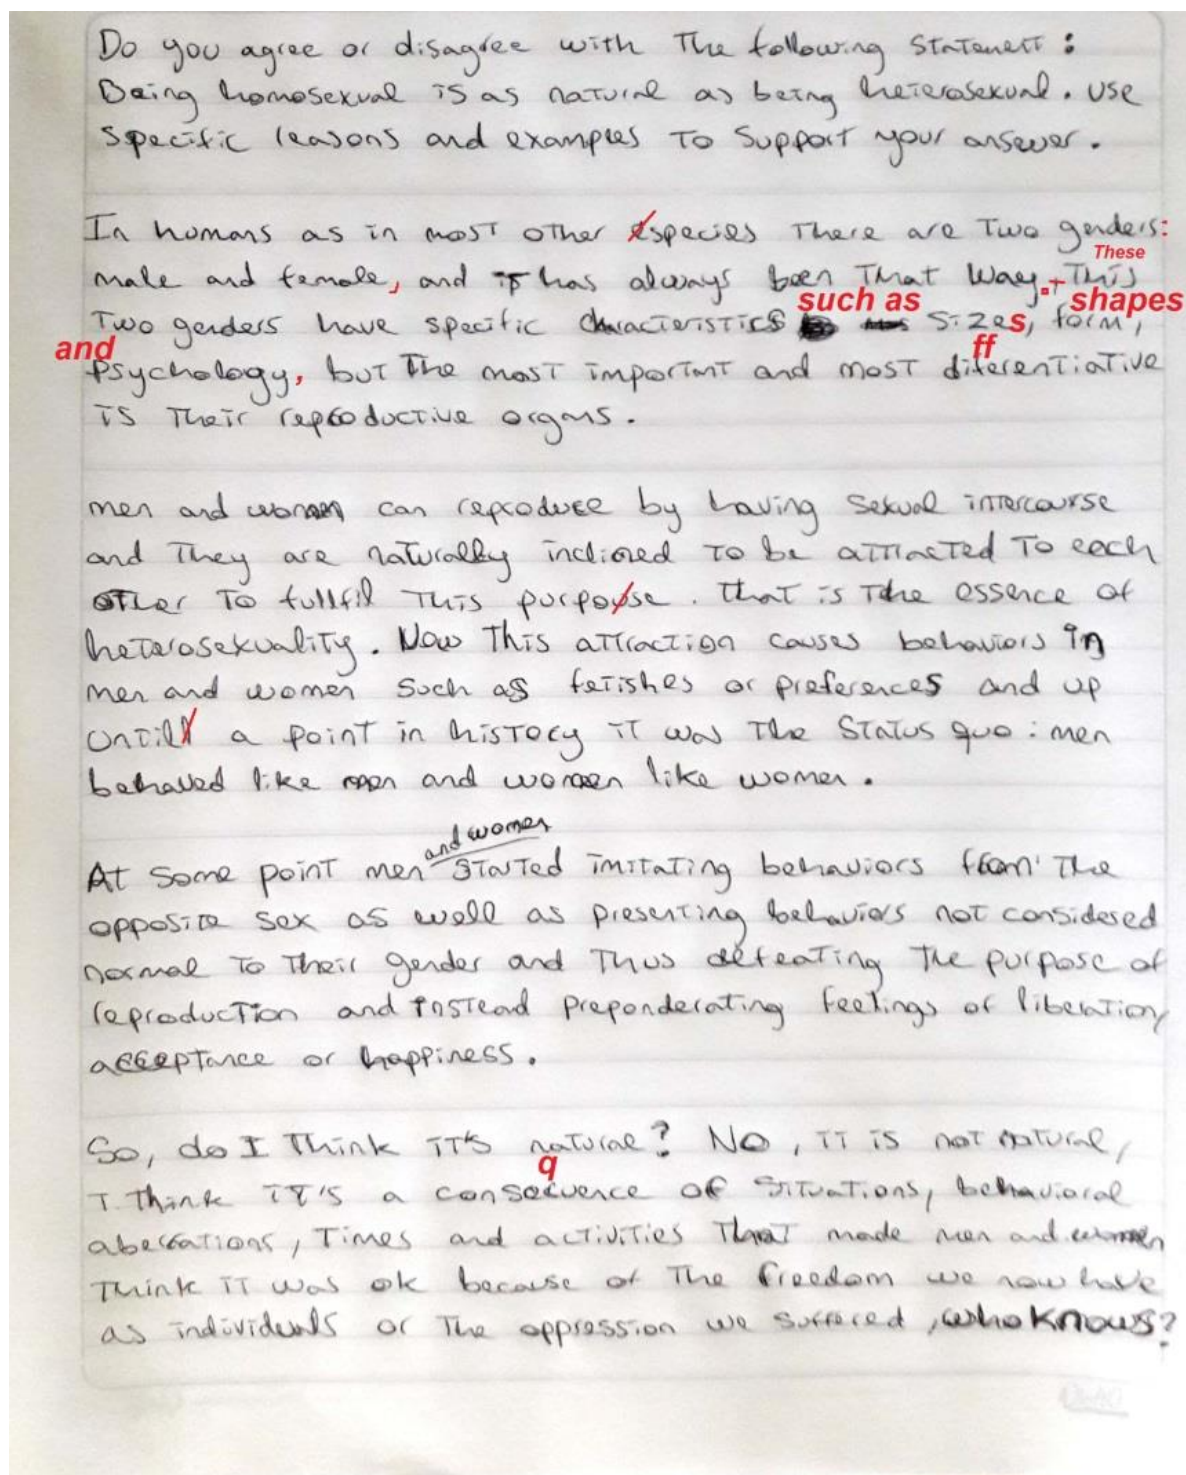 Do you agree or disagree with The following Statement :
Being homosexual is as natural as being heterosexual. Use
Specific reasons and examples To Support your answer.
In humans as in most other especies There are Two genders:
These
male and female, and it has always been That Way. This
such as shapes
Two genders have specific characteristics sizes, form,
and ff
psychology, but The most important and most diferentiative
is Their reproductive organs.
men and women can reproduce by having sexual intercourse
and They are naturally inclined To be attracted To each
other To fullfil This purpouse. That is The essence of
heterosexuality. Now This attraction causes behaviors in
men and women such as fetishes or preferences and up
untill a point in history it was The Status quo : men
behaved like men and women like women.
and women
At some point men started imitating behaviors from The
opposite sex as well as presenting behaviors not considered
normal To Their gender and Thus defeating The purpose of
reproduction and instead preponderating feelings of liberation,
acceptance or happiness.
So, do I Think it's natural? No, it is not natural,
q
I Think it's a consecuence of situations, behavioral
aberrations, Times and activities That made men and women
Think it was ok because of The freedom we now have
as individuals or The oppression we suffered, who knows?